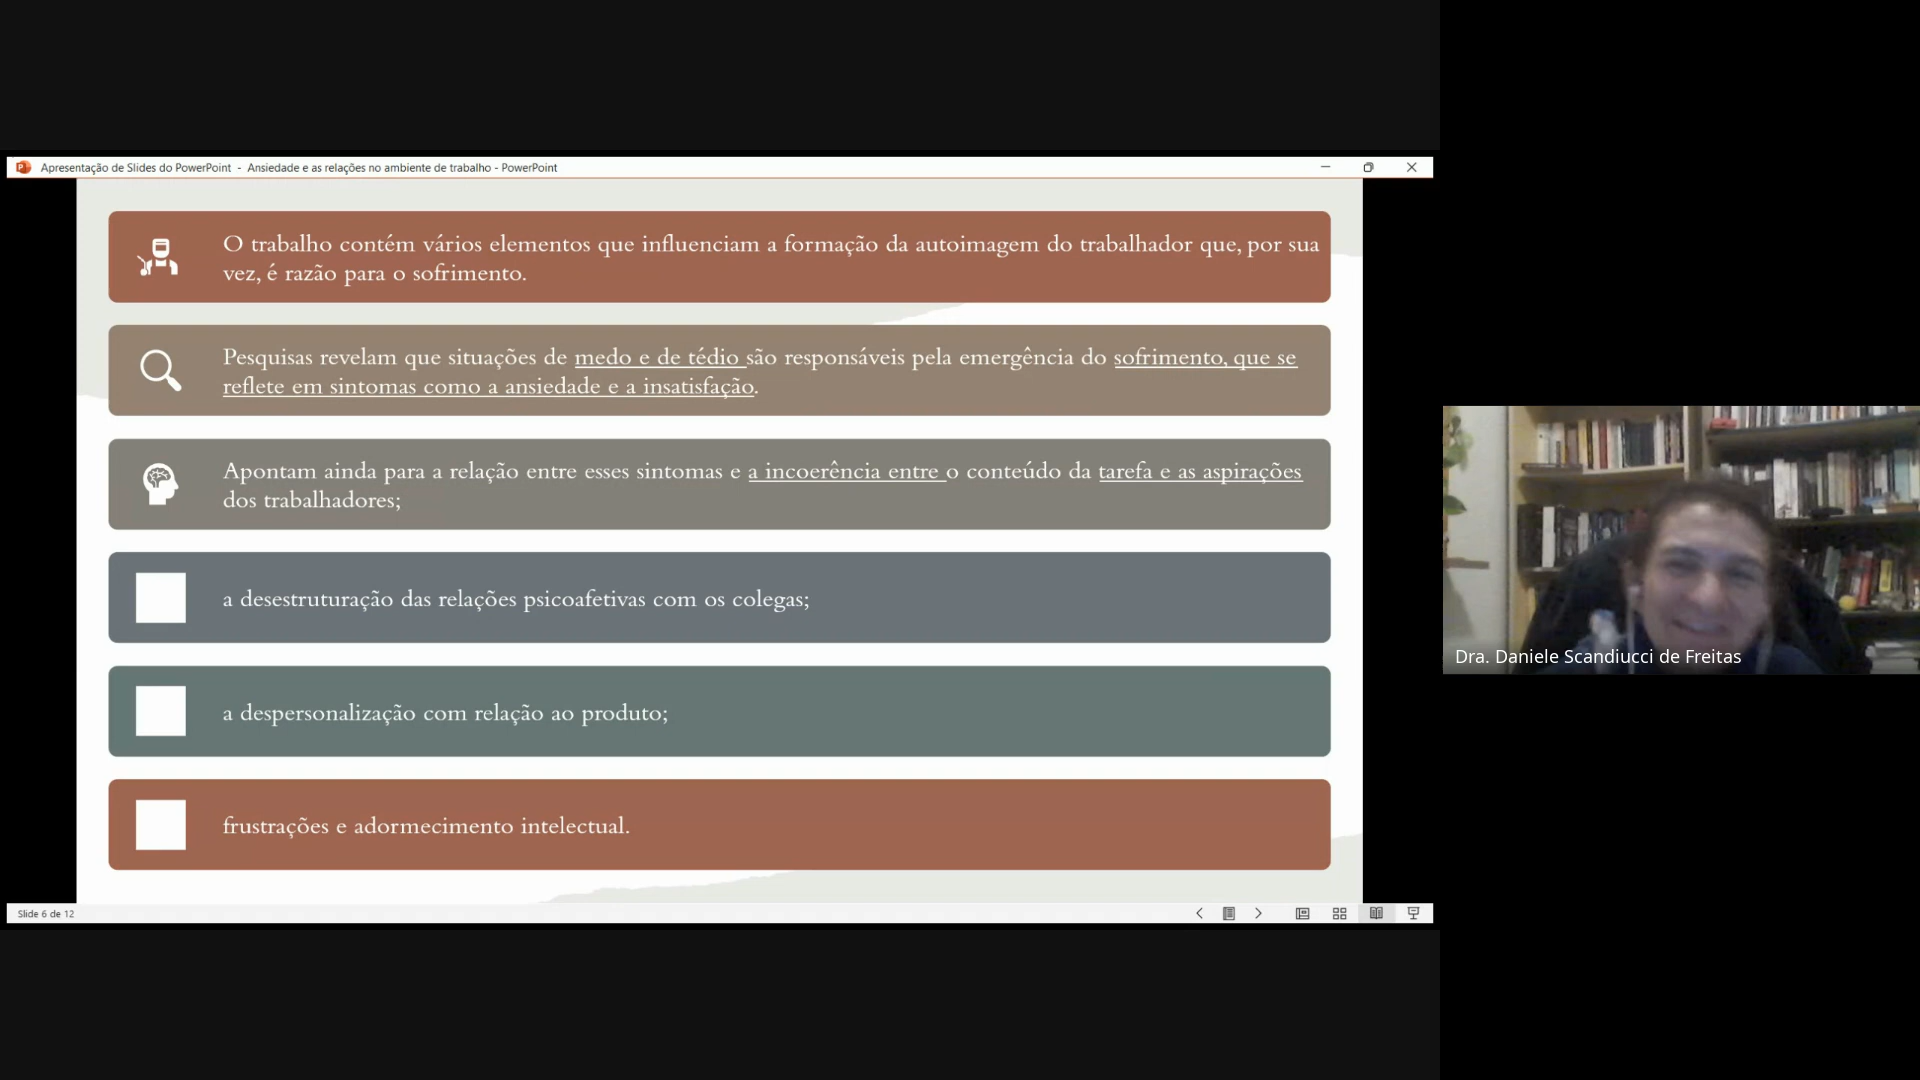 Apresentação de Slides do PowerPoint - Ansiedade e as relações no ambiente de trabalho - PowerPoint
O trabalho contém vários elementos que influenciam a formação da autoimagem do trabalhador que, por sua
vez, é razão para o sofrimento.
Pesquisas revelam que situações de medo e de tédio são responsáveis pela emergência do sofrimento, que se
reflete em sintomas como a ansiedade e a insatisfação.
Apontam ainda para a relação entre esses sintomas e a incoerência entre o conteúdo da tarefa e as aspirações
dos trabalhadores;
a desestruturação das relações psicoafetivas com os colegas;
a despersonalização com relação ao produto;
frustrações e adormecimento intelectual.
Slide 6 de 12
Dra. Daniele Scandiucci de Freitas